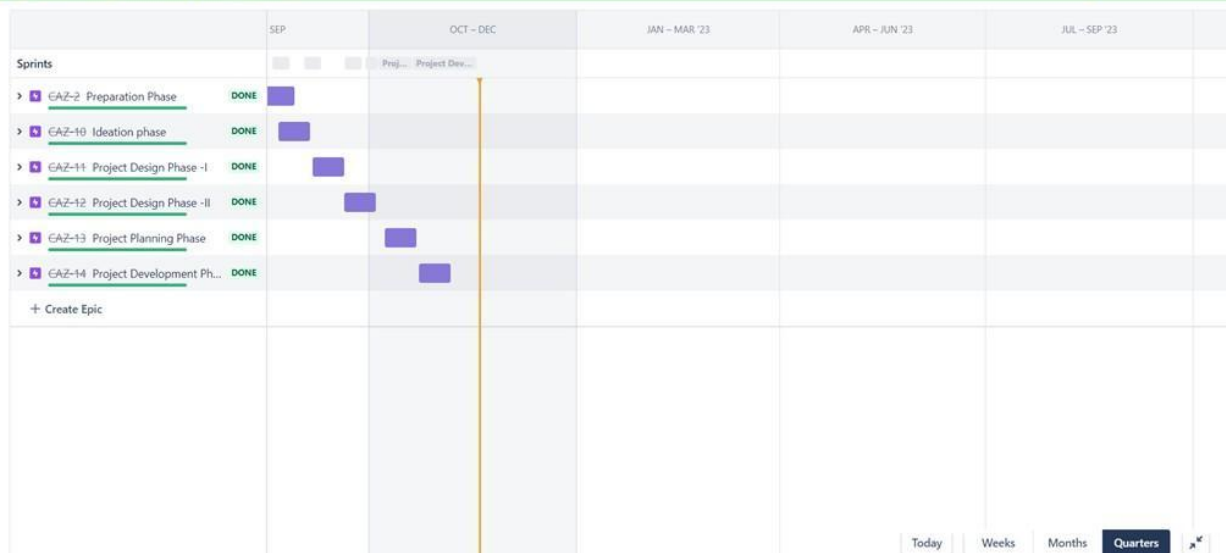 SEP OCT – DEC JAN – MAR '23 APR – JUN '23 JUL – SEP '23
Sprints Proj... Project Dev...
CAZ-2 Preparation Phase DONE
CAZ-10 Ideation phase DONE
CAZ-11 Project Design Phase -I DONE
CAZ-12 Project Design Phase -II DONE
CAZ-13 Project Planning Phase DONE
CAZ-14 Project Development Ph... DONE
+ Create Epic
Today Weeks Months Quarters